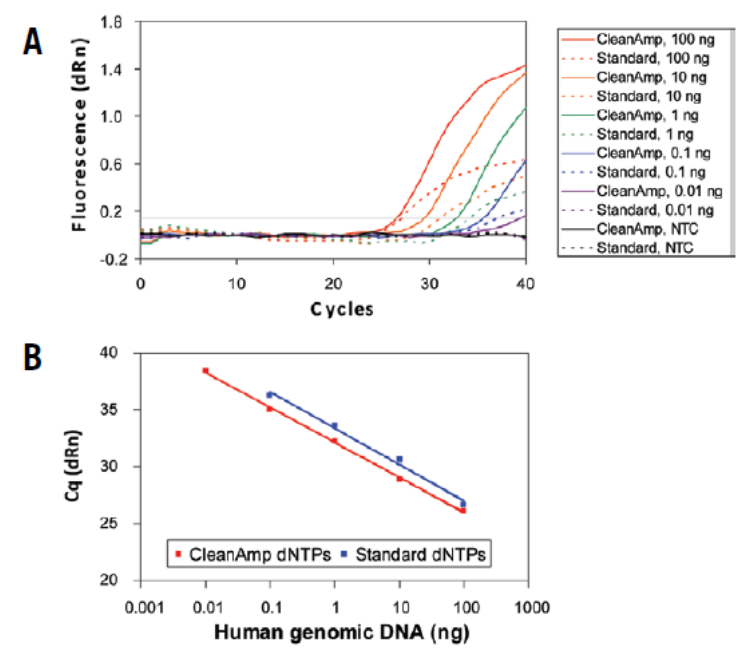 A
Fluorescence (dRn)
1.8
1.4
1.0
0.6
0.2
-0.2
0 10 20 30 40
Cycles
CleanAmp, 100 ng
Standard, 100 ng
CleanAmp, 10 ng
Standard, 10 ng
CleanAmp, 1 ng
Standard, 1 ng
CleanAmp, 0.1 ng
Standard, 0.1 ng
CleanAmp, 0.01 ng
Standard, 0.01 ng
CleanAmp, NTC
Standard, NTC
B
Cq (dRn)
40
35
30
25
20
CleanAmp dNTPs Standard dNTPs
0.001 0.01 0.1 1 10 100 1000
Human genomic DNA (ng)